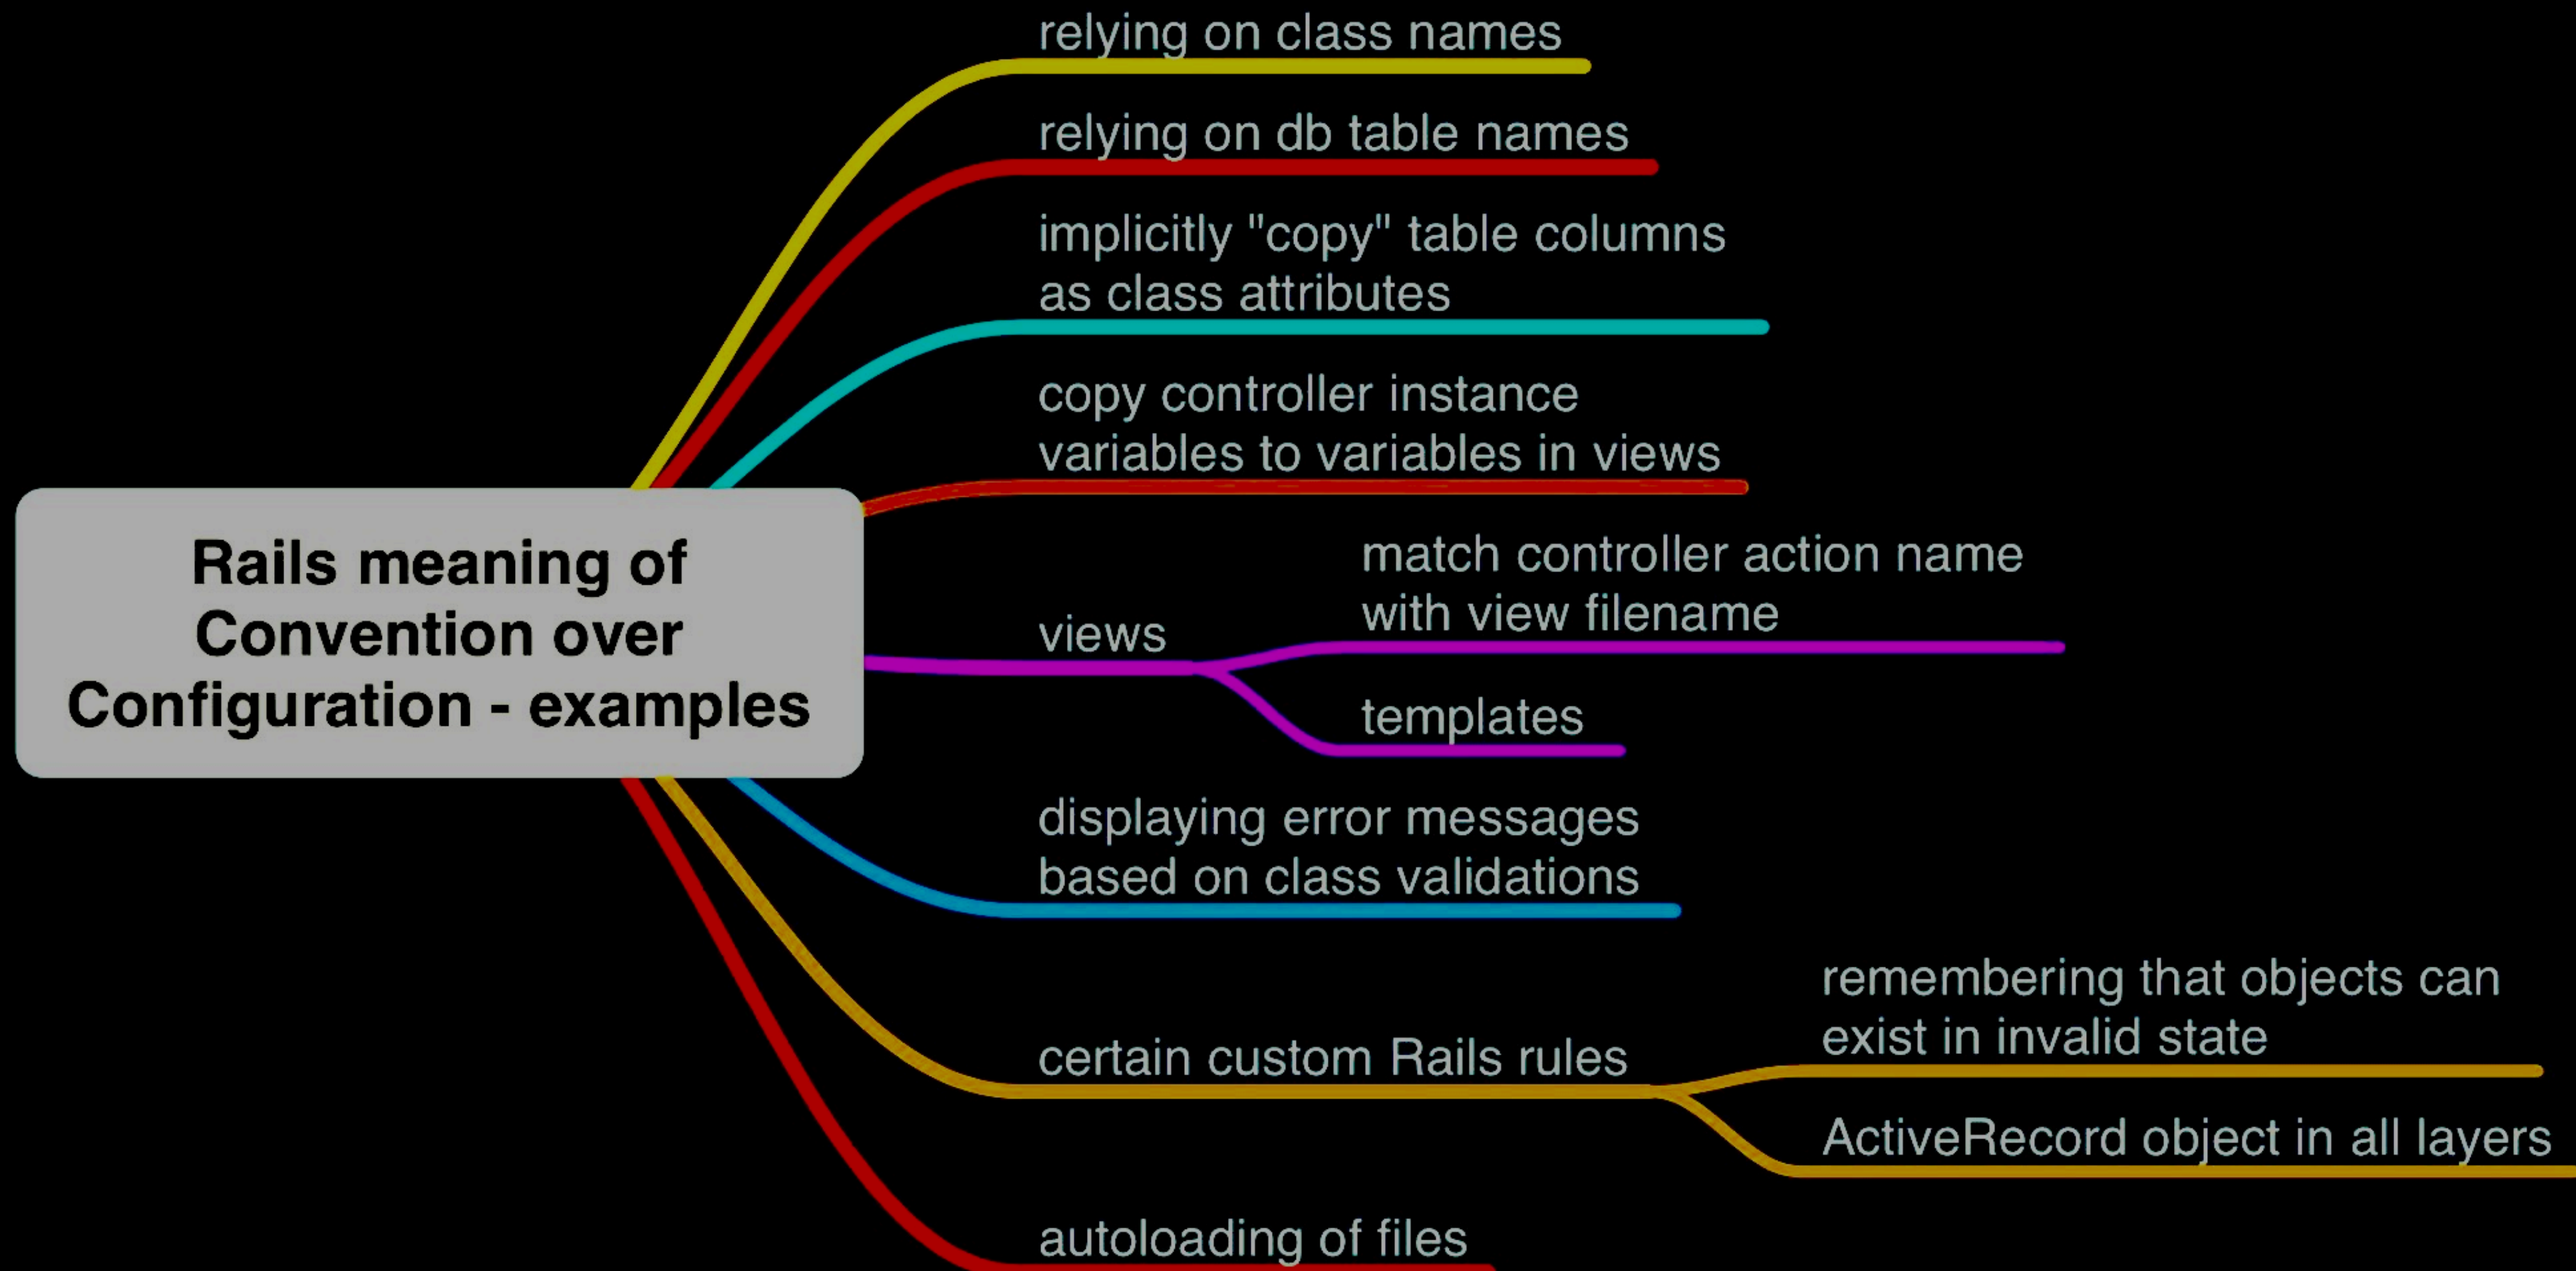 relying on class names
relying on db table names
implicitly "copy" table columns
as class attributes
copy controller instance
variables to variables in views
Rails meaning of
Convention over
Configuration - examples
views
match controller action name
with view filename
templates
displaying error messages
based on class validations
certain custom Rails rules
remembering that objects can
exist in invalid state
ActiveRecord object in all layers
autoloading of files